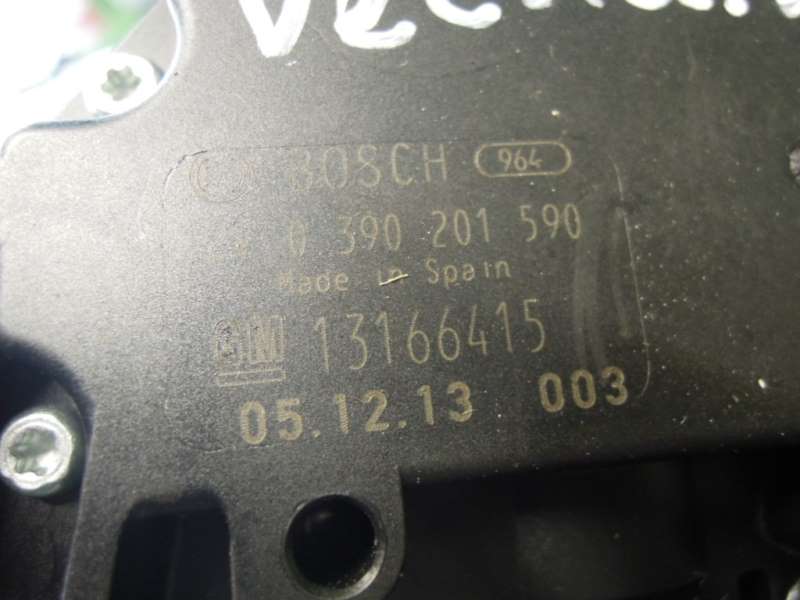 BOSCH 964
0 390 201 590
Made in Spain
GM 13166415
05.12.13 003